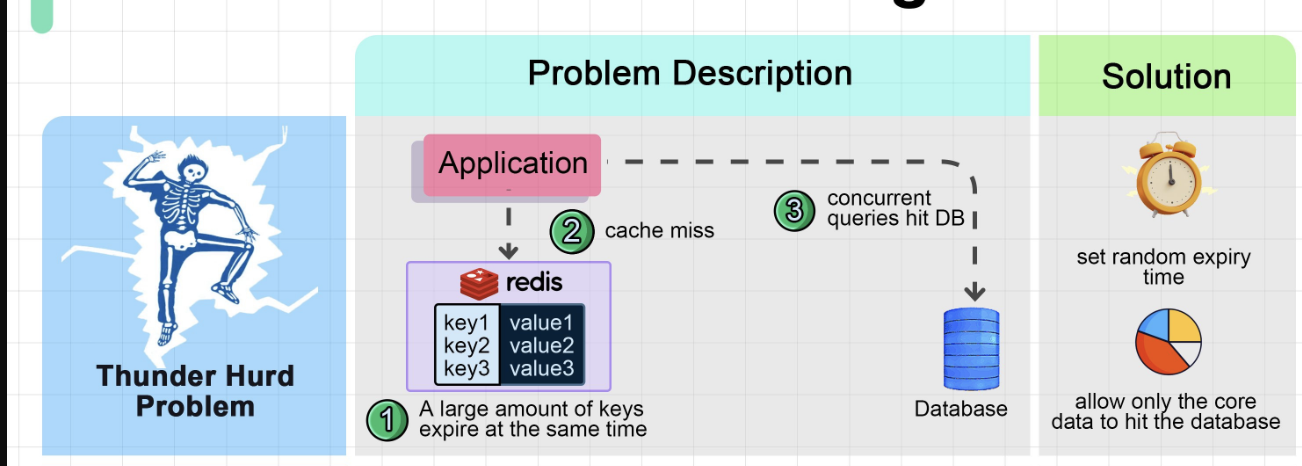 Problem Description
Solution
Thunder Hurd
Problem
Application
2
cache miss
redis
key1 value1
key2 value2
key3 value3
1
A large amount of keys
expire at the same time
3
concurrent
queries hit DB
Database
set random expiry
time
allow only the core
data to hit the database